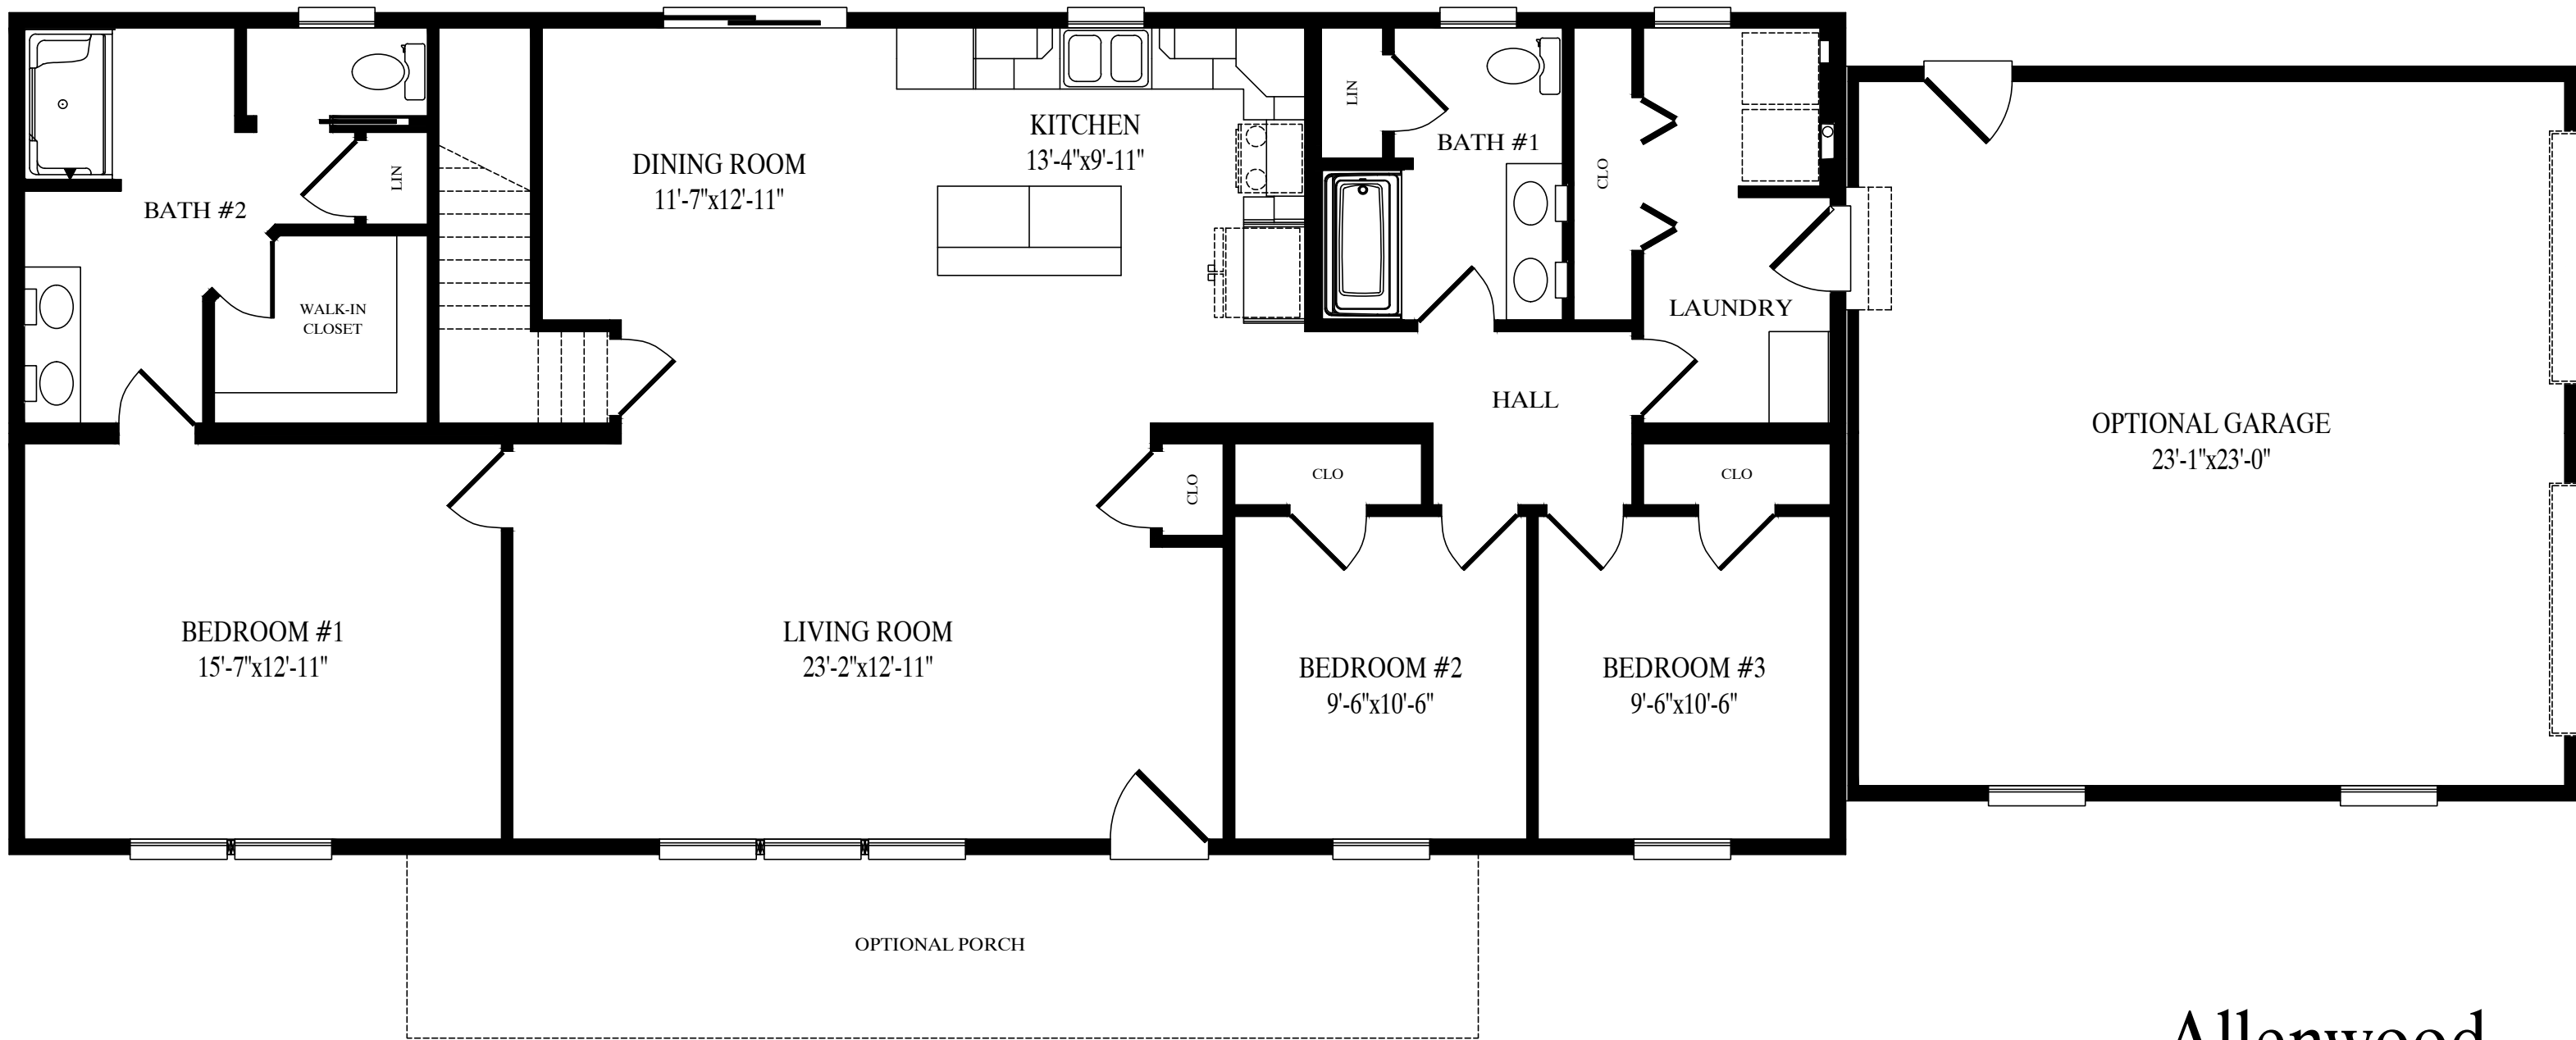 KITCHEN
13'-4"x9'-11"
DINING ROOM
11'-7"x12'-11"
LIN
BATH #1
CLO
LIN
BATH #2
WALK-IN
CLOSET
LAUNDRY
HALL
OPTIONAL GARAGE
23'-1"x23'-0"
CLO
CLO
CLO
BEDROOM #1
15'-7"x12'-11"
LIVING ROOM
23'-2"x12'-11"
BEDROOM #2
9'-6"x10'-6"
BEDROOM #3
9'-6"x10'-6"
OPTIONAL PORCH
Allenwood